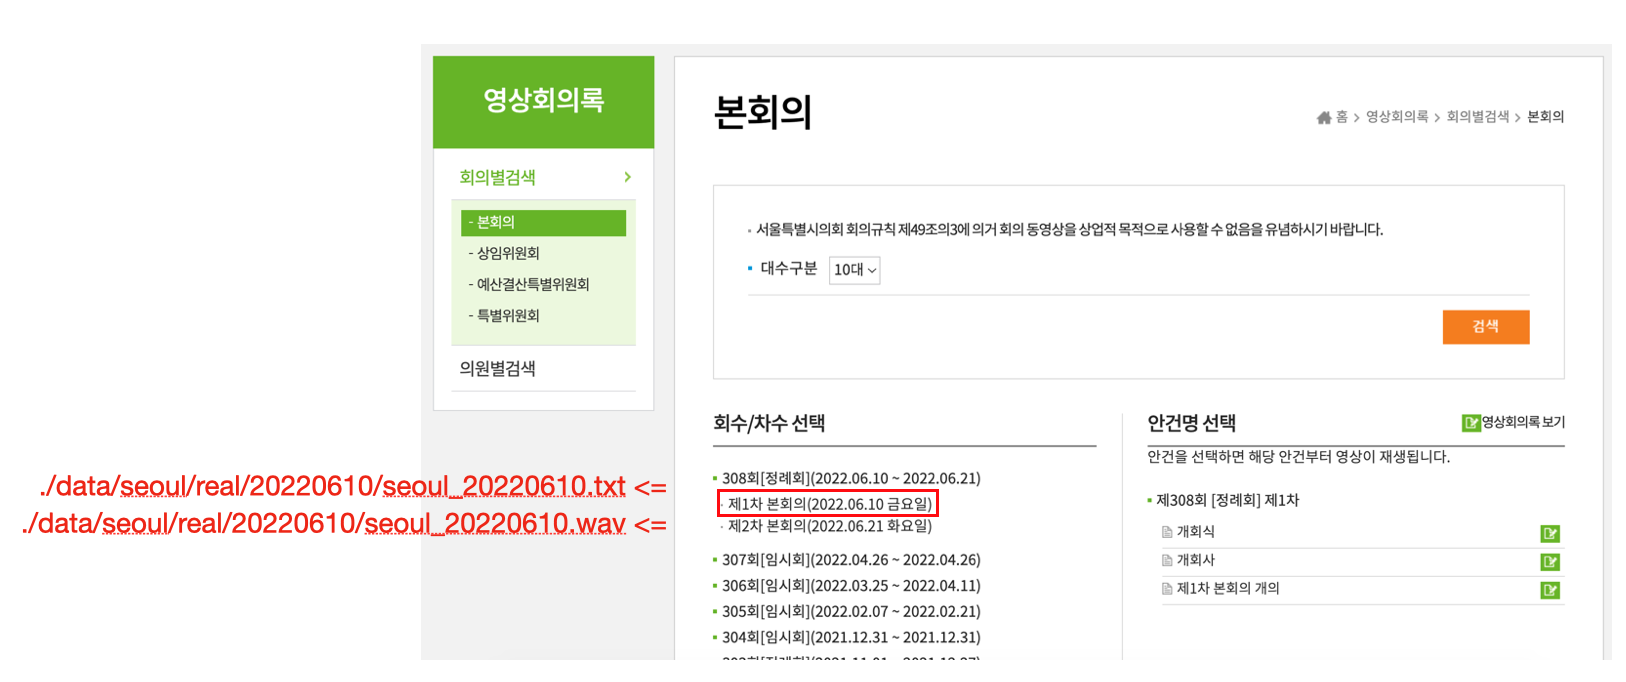 영상회의록
회의별검색
- 본회의
- 상임위원회
- 예산결산특별위원회
- 특별위원회
의원별검색
본회의
홈 > 영상회의록 > 회의별검색 > 본회의
서울특별시의회 회의규칙 제49조의3에 의거 회의 동영상을 상업적 목적으로 사용할 수 없음을 유념하시기 바랍니다.
대수구분 10대
검색
회수/차수 선택
308회[정례회](2022.06.10 ~ 2022.06.21)
제1차 본회의(2022.06.10 금요일)
제2차 본회의(2022.06.21 화요일)
307회[임시회](2022.04.26 ~ 2022.04.26)
306회[임시회](2022.03.25 ~ 2022.04.11)
305회[임시회](2022.02.07 ~ 2022.02.21)
304회[임시회](2021.12.31 ~ 2021.12.31)
안건명 선택
영상회의록 보기
안건을 선택하면 해당 안건부터 영상이 재생됩니다.
제308회 [정례회] 제1차
개회식
개회사
제1차 본회의 개의
./data/seoul/real/20220610/seoul_20220610.txt <=
./data/seoul/real/20220610/seoul_20220610.wav <=